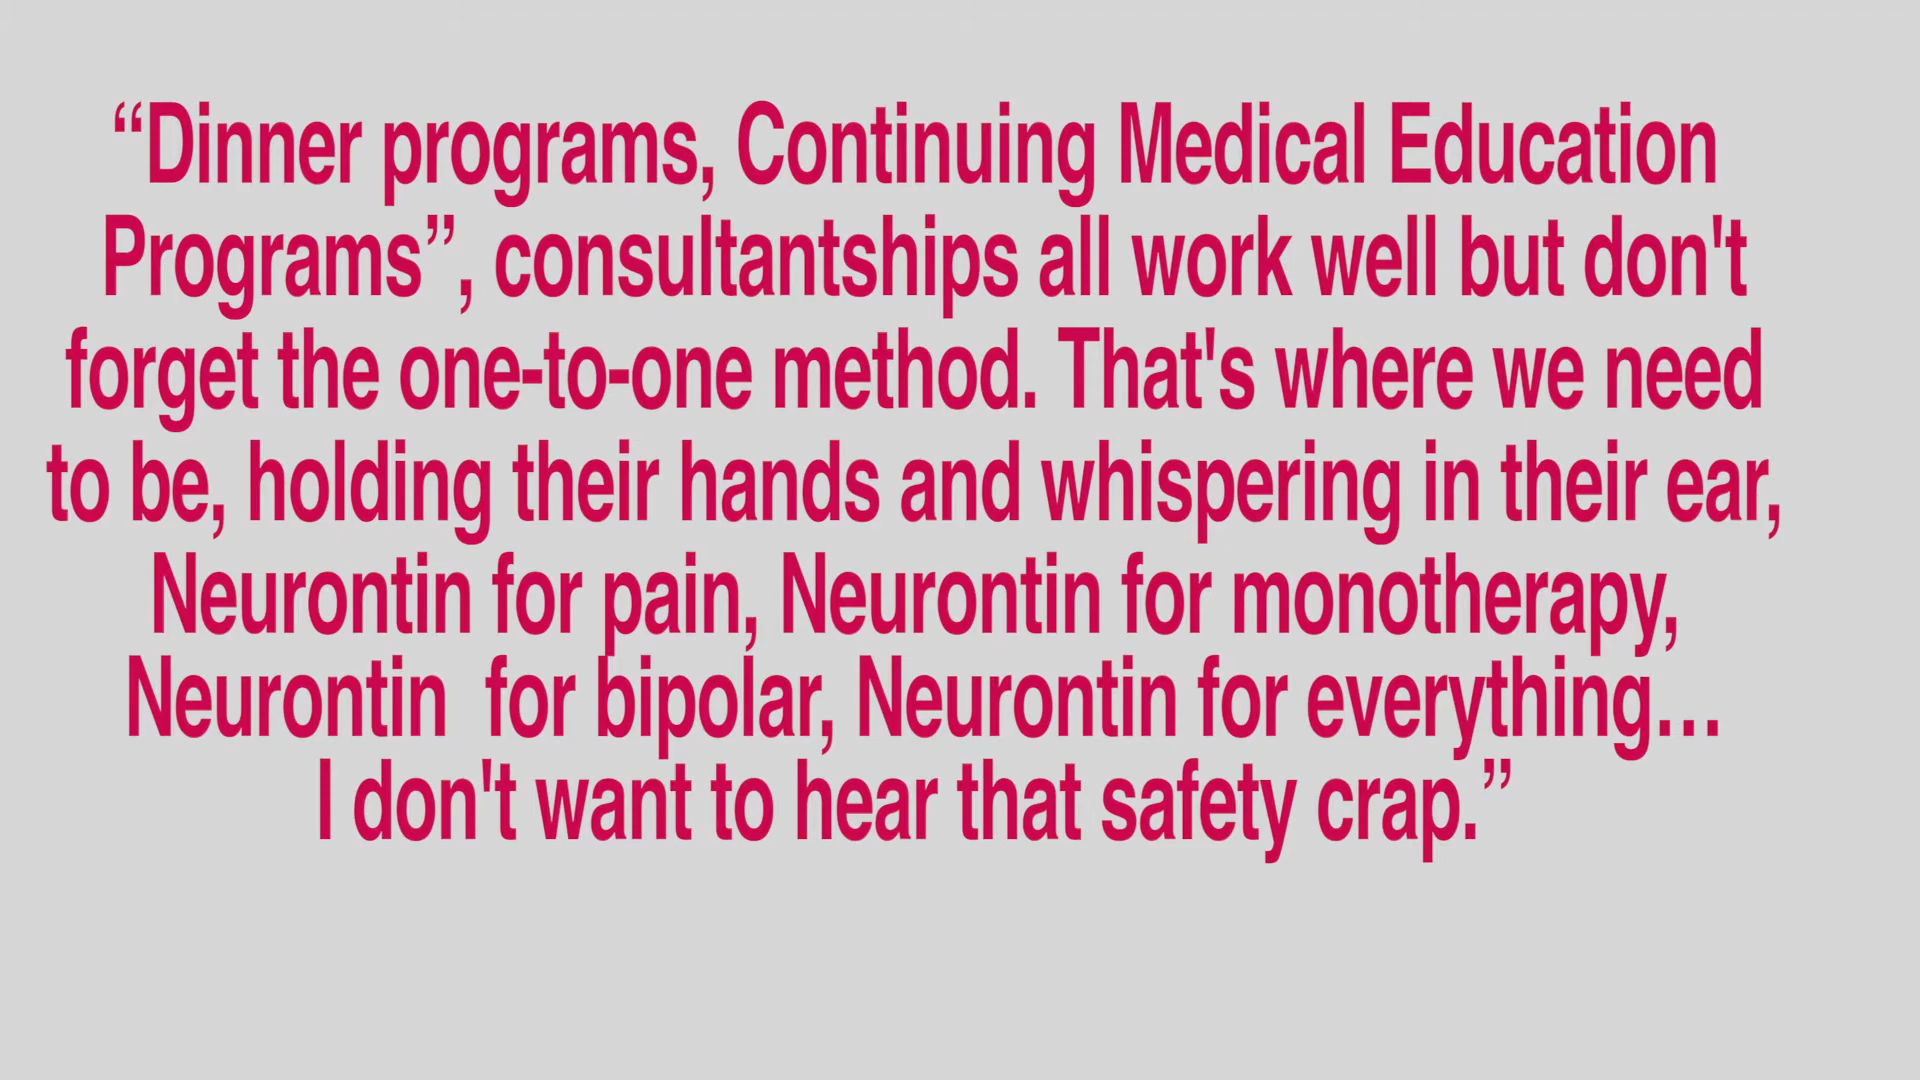 “Dinner programs, Continuing Medical Education
Programs”, consultantships all work well but don't
forget the one-to-one method. That's where we need
to be, holding their hands and whispering in their ear,
Neurontin for pain, Neurontin for monotherapy,
Neurontin  for bipolar, Neurontin for everything…
I don't want to hear that safety crap.”